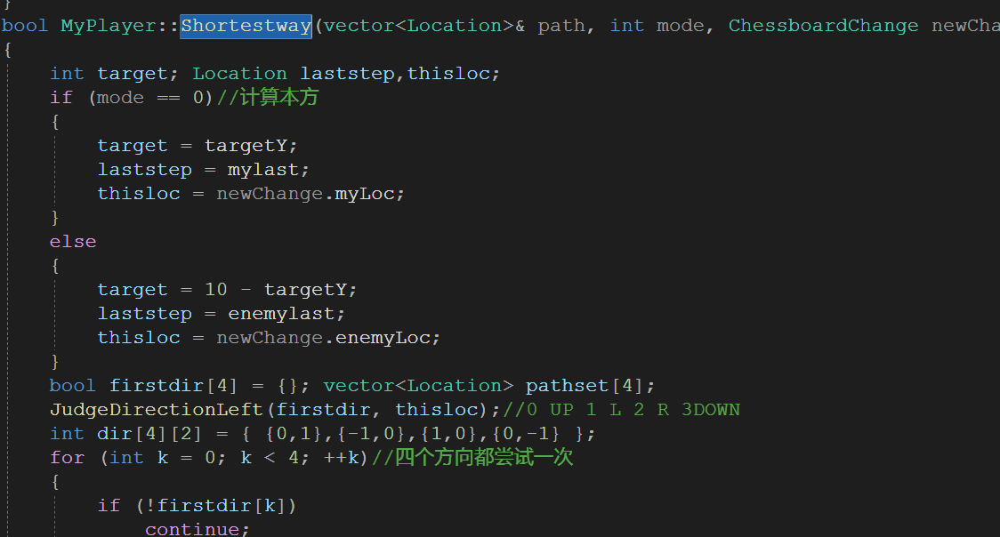 }
bool MyPlayer::Shortestway(vector<Location>& path, int mode, ChessboardChange newCha
{
int target; Location laststep,thisloc;
if (mode == 0)//计算本方
{
target = targetY;
laststep = mylast;
thisloc = newChange.myLoc;
}
else
{
target = 10 - targetY;
laststep = enemylast;
thisloc = newChange.enemyLoc;
}
bool firstdir[4] = {}; vector<Location> pathset[4];
JudgeDirectionLeft(firstdir, thisloc);//0 UP 1 L 2 R 3DOWN
int dir[4][2] = { {0,1},{-1,0},{1,0},{0,-1} };
for (int k = 0; k < 4; ++k)//四个方向都尝试一次
{
if (!firstdir[k])
continue;